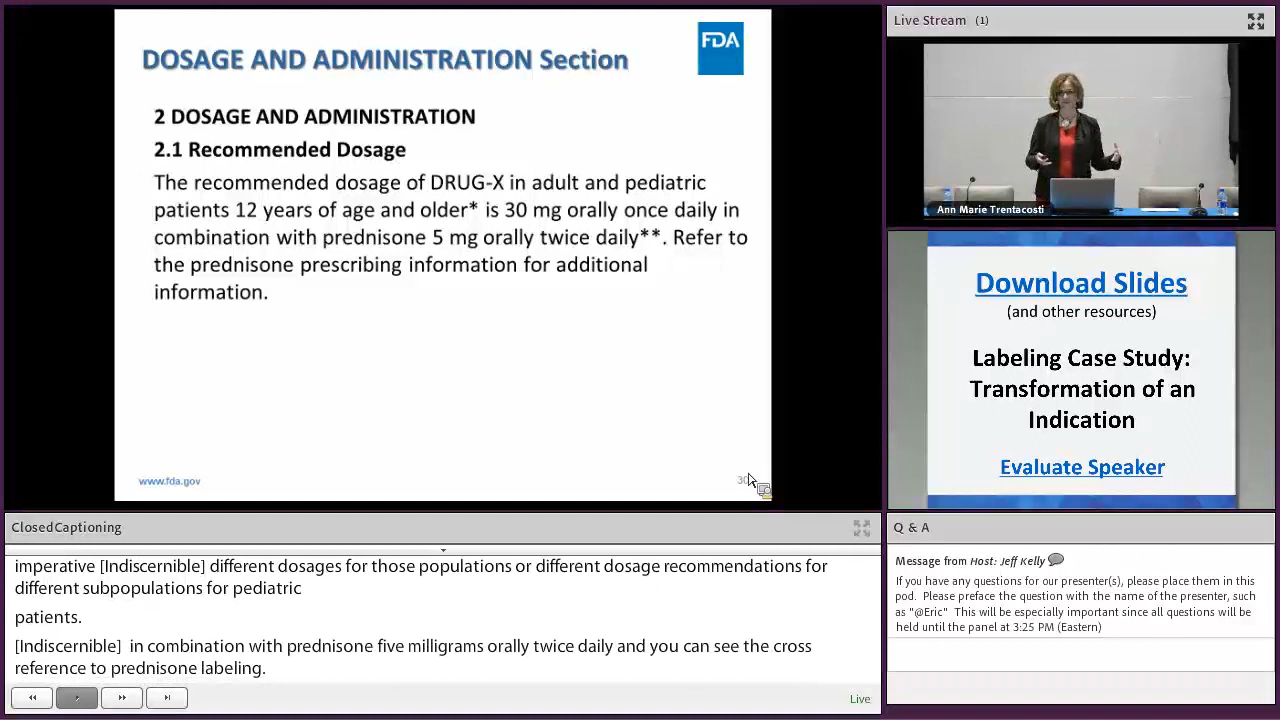 DOSAGE AND ADMINISTRATION Section
FDA
2 DOSAGE AND ADMINISTRATION
2.1 Recommended Dosage
The recommended dosage of DRUG-X in adult and pediatric
patients 12 years of age and older* is 30 mg orally once daily in
combination with prednisone 5 mg orally twice daily**. Refer to
the prednisone prescribing information for additional
information.
www.fda.gov
30
Live Stream (1)
Ann Marie Trentacosti
Download Slides
(and other resources)
Labeling Case Study:
Transformation of an
Indication
Evaluate Speaker
ClosedCaptioning
imperative [Indiscernible] different dosages for those populations or different dosage recommendations for
different subpopulations for pediatric
patients.
[Indiscernible]  in combination with prednisone five milligrams orally twice daily and you can see the cross
reference to prednisone labeling.
Live
Q & A
Message from Host: Jeff Kelly
If you have any questions for our presenter(s), please place them in this
pod.  Please preface the question with the name of the presenter, such
as "@Eric"  This will be especially important since all questions will be
held until the panel at 3:25 PM (Eastern)